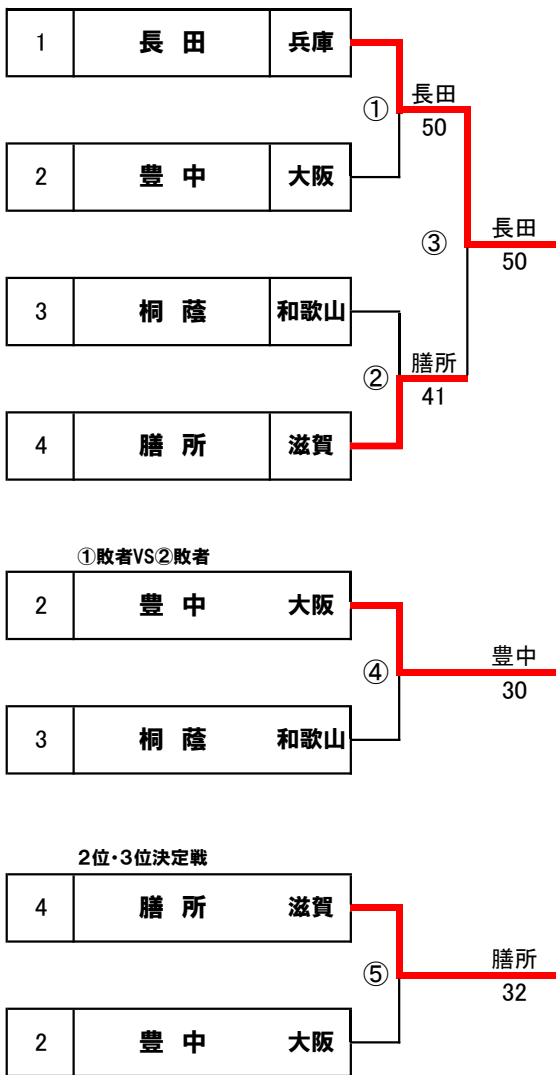 1 長田 兵庫
① 長田
50
2 豊中 大阪
③ 長田
50
3 桐蔭 和歌山
② 膳所
41
4 膳所 滋賀
①敗者VS②敗者
2 豊中 大阪
④ 豊中
30
3 桐蔭 和歌山
2位・3位決定戦
4 膳所 滋賀
⑤ 膳所
32
2 豊中 大阪